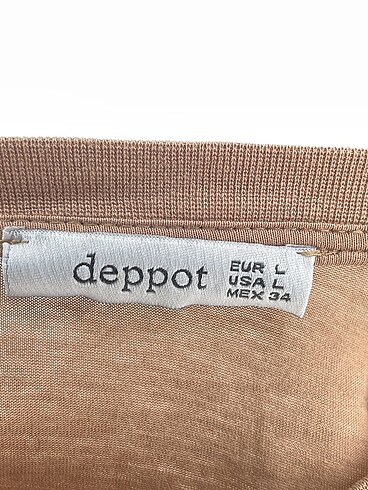 deppot
EUR L
USA L
MEX 34